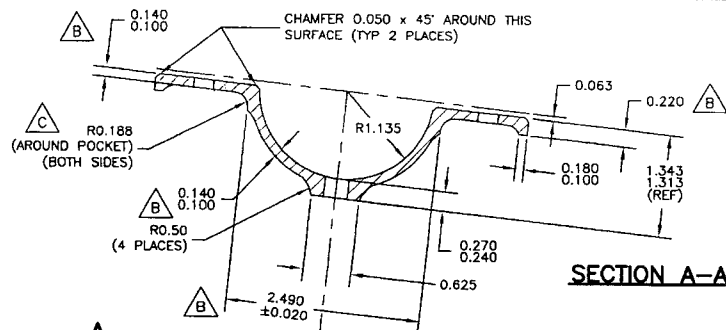 0.140
0.100
B
CHAMFER 0.050 x 45° AROUND THIS
SURFACE (TYP 2 PLACES)
0.063
0.220
B
C
R0.188
(AROUND POCKET)
(BOTH SIDES)
R1.135
0.180
0.100
1.343
1.313
(REF)
B
0.140
0.100
R0.50
(4 PLACES)
0.270
0.240
0.625
SECTION A-A
B
2.490
±0.020